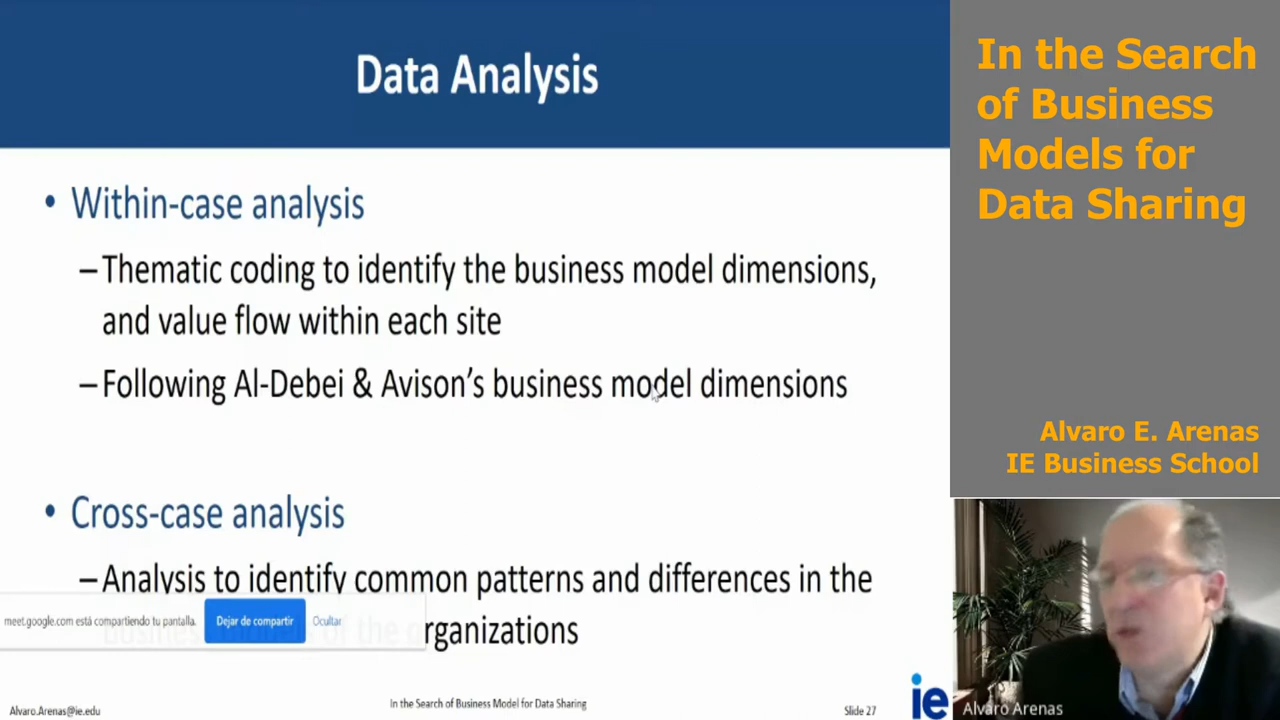 Data Analysis
• Within-case analysis
– Thematic coding to identify the business model dimensions,
and value flow within each site
– Following Al-Debei & Avison's business model dimensions
• Cross-case analysis
– Analysis to identify common patterns and differences in the
of the organizations
meet.google.com está compartiendo tu pantalla.
Dejar de compartir
Ocultar
Alvaro.Arenas@ie.edu
In the Search of Business Model for Data Sharing
Slide 27
ie
In the Search
of Business
Models for
Data Sharing
Alvaro E. Arenas
IE Business School
Alvaro Arenas